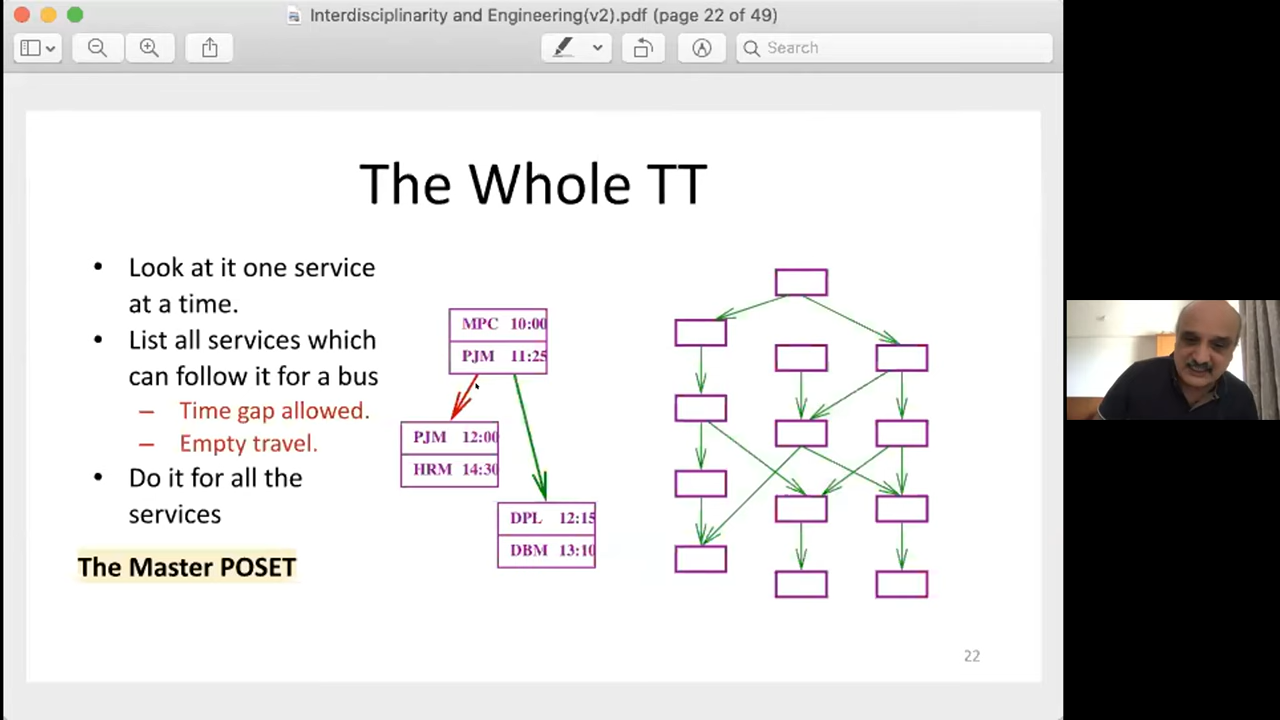 Interdisciplinarity and Engineering(v2).pdf (page 22 of 49)
Search
The Whole TT
• Look at it one service
at a time.
• List all services which
can follow it for a bus
– Time gap allowed.
– Empty travel.
• Do it for all the
services
The Master POSET
MPC 10:00
PJM 11:25
PJM 12:00
HRM 14:30
DPL 12:15
DBM 13:10
22